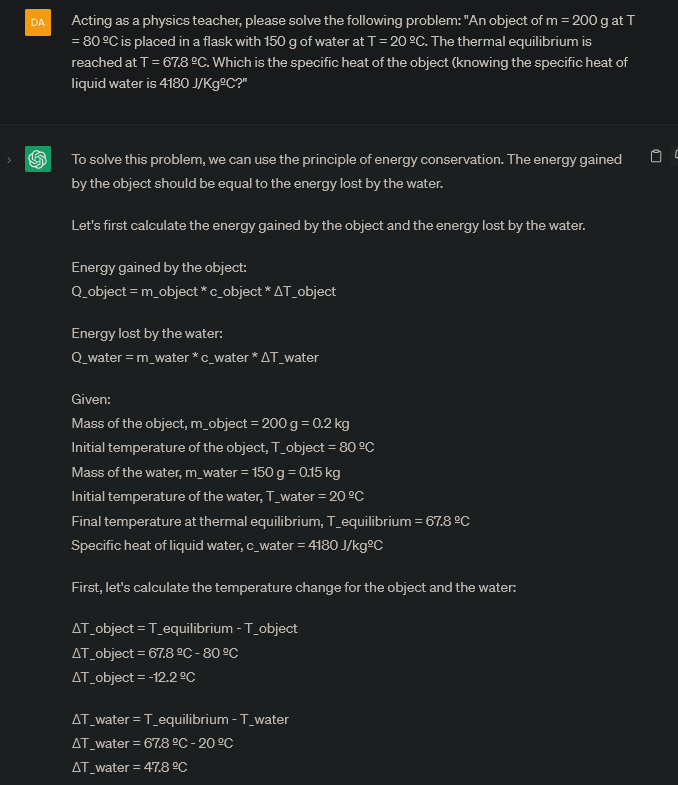 DA
Acting as a physics teacher, please solve the following problem: "An object of m = 200 g at T
= 80 ºC is placed in a flask with 150 g of water at T = 20 ºC. The thermal equilibrium is
reached at T = 67.8 ºC. Which is the specific heat of the object (knowing the specific heat of
liquid water is 4180 J/KgºC?"
To solve this problem, we can use the principle of energy conservation. The energy gained
by the object should be equal to the energy lost by the water.
Let's first calculate the energy gained by the object and the energy lost by the water.
Energy gained by the object:
Q_object = m_object * c_object * ΔT_object
Energy lost by the water:
Q_water = m_water * c_water * ΔT_water
Given:
Mass of the object, m_object = 200 g = 0.2 kg
Initial temperature of the object, T_object = 80 ºC
Mass of the water, m_water = 150 g = 0.15 kg
Initial temperature of the water, T_water = 20 ºC
Final temperature at thermal equilibrium, T_equilibrium = 67.8 ºC
Specific heat of liquid water, c_water = 4180 J/kgºC
First, let's calculate the temperature change for the object and the water:
ΔT_object = T_equilibrium - T_object
ΔT_object = 67.8 ºC - 80 ºC
ΔT_object = -12.2 ºC
ΔT_water = T_equilibrium - T_water
ΔT_water = 67.8 ºC - 20 ºC
ΔT_water = 47.8 ºC